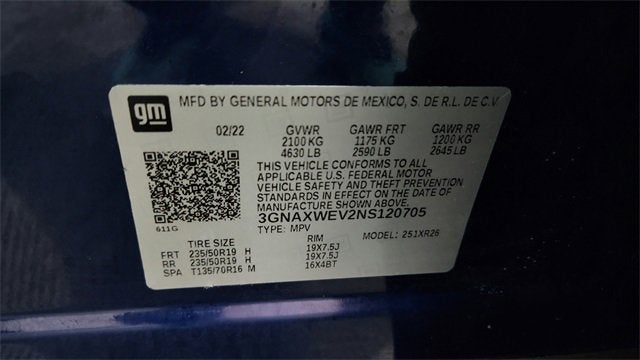 gm MFD BY GENERAL MOTORS DE MEXICO, S. DE R.L. DE C.V.
02/22 GVWR GAWR FRT GAWR RR
2100 KG 1175 KG 1200 KG
4630 LB 2590 LB 2645 LB
THIS VEHICLE CONFORMS TO ALL
APPLICABLE U.S. FEDERAL MOTOR
VEHICLE SAFETY AND THEFT PREVENTION
STANDARDS IN EFFECT ON THE DATE OF
MANUFACTURE SHOWN ABOVE.
3GNAXWEV2NS120705
611G
TYPE: MPV MODEL: 251XR26
TIRE SIZE RIM
FRT 235/50R19 H 19X7.5J
RR 235/50R19 H 19X7.5J
SPA T135/70R16 M 16X4BT